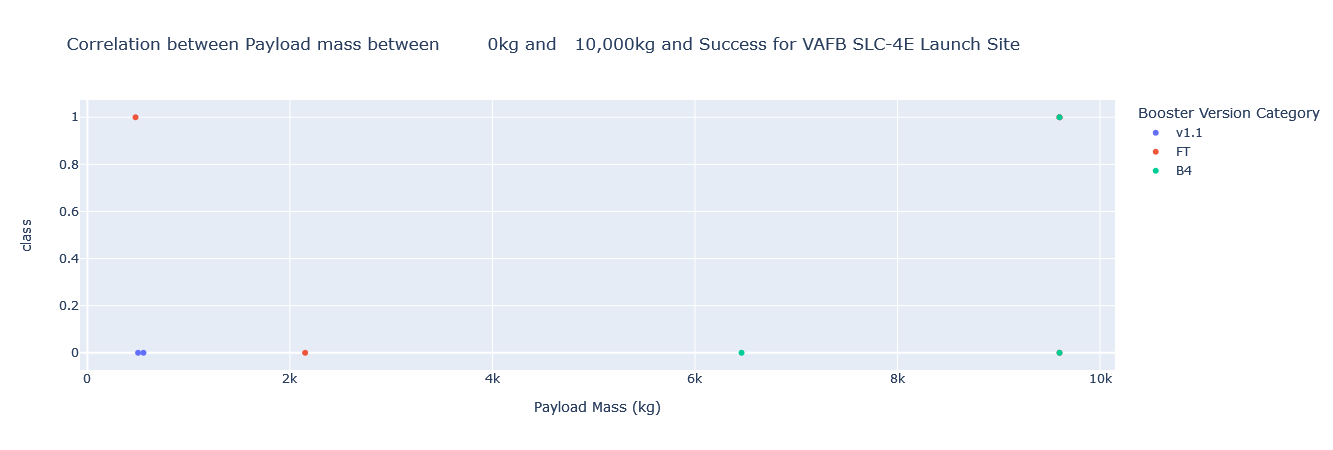 Correlation between Payload mass between 0kg and 10,000kg and Success for VAFB SLC-4E Launch Site
Booster Version Category
v1.1
FT
B4
class
1
0.8
0.6
0.4
0.2
0
0 2k 4k 6k 8k 10k
Payload Mass (kg)